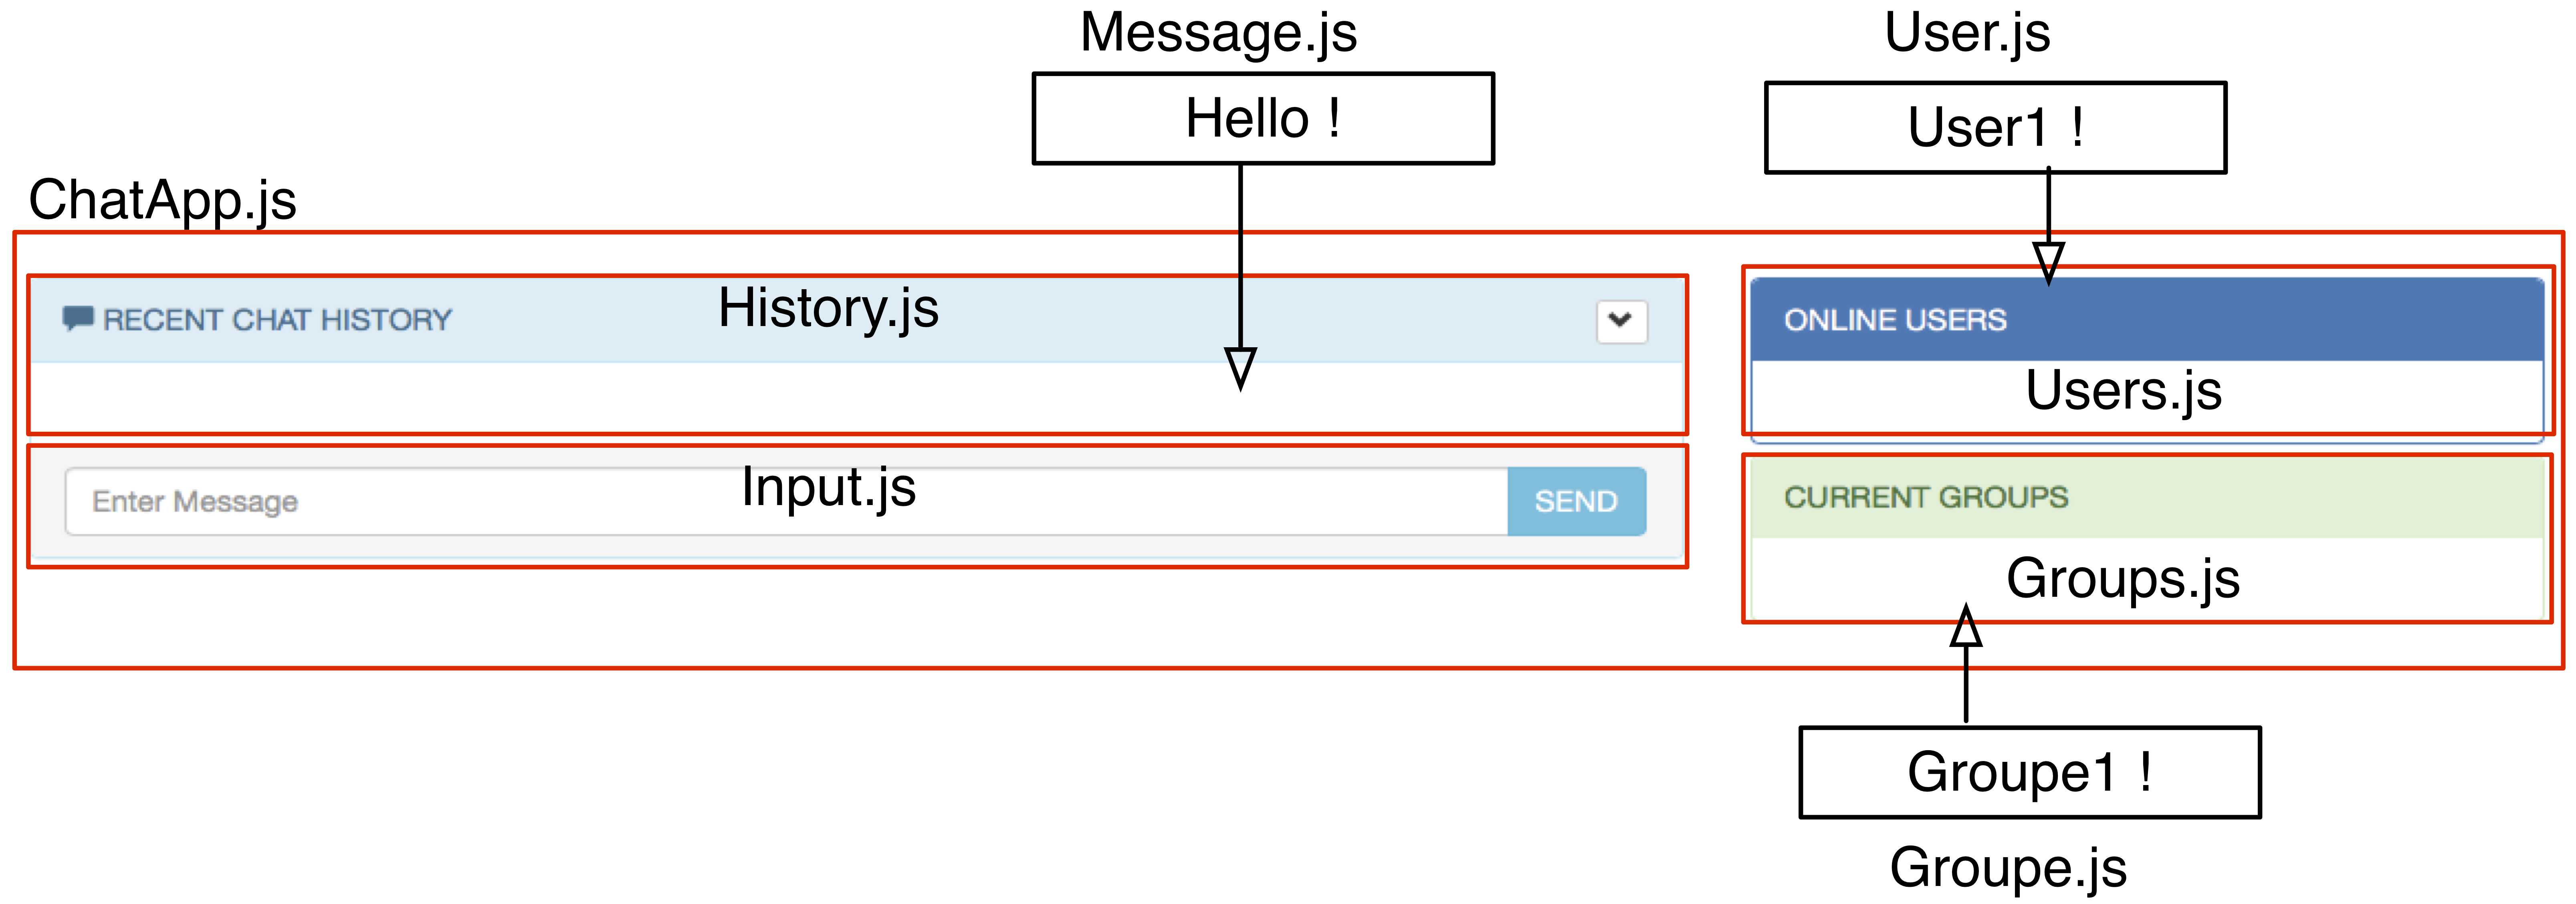 Message.js
User.js
Hello !
User1 !
ChatApp.js
RECENT CHAT HISTORY
History.js
ONLINE USERS
Users.js
Enter Message
Input.js
SEND
CURRENT GROUPS
Groups.js
Groupe1 !
Groupe.js